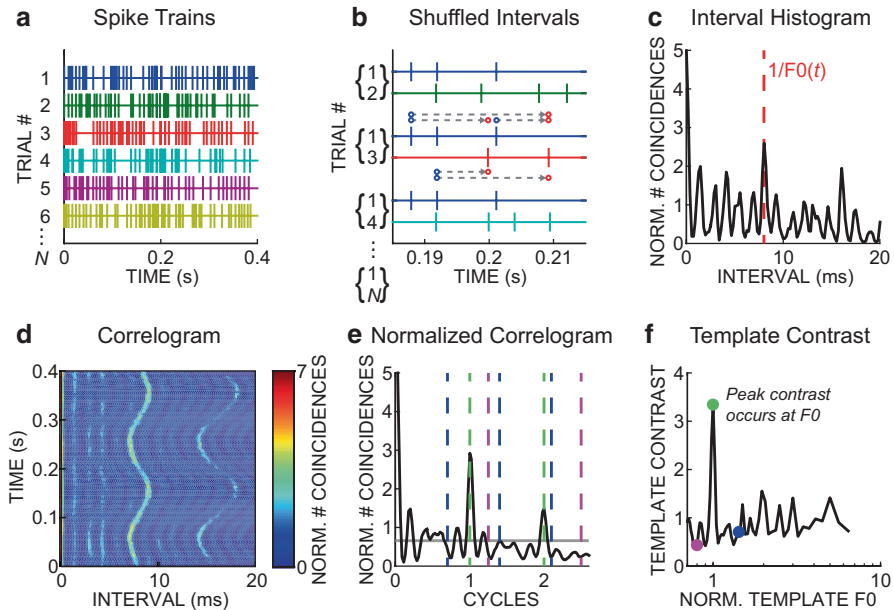 a Spike Trains
TRIAL #
1
2
3
4
5
6
⋮
N
0 0.2 0.4
TIME (s)
b Shuffled Intervals
TRIAL #
{1
2}
{1
3}
{1
4}
⋮
{1
N}
0.19 0.2 0.21
TIME (s)
c Interval Histogram
NORM. # COINCIDENCES
5
4
3
2
1
0
1/F0(t)
0 10 20
INTERVAL (ms)
d Correlogram
TIME (s)
0.4
0.3
0.2
0.1
0
0 10 20
INTERVAL (ms)
7
0
NORM. # COINCIDENCES
e Normalized Correlogram
5
4
3
2
1
0
0 1 2
CYCLES
f Template Contrast
TEMPLATE CONTRAST
4
3
2
1
0
Peak contrast
occurs at F0
1 10
NORM. TEMPLATE F0